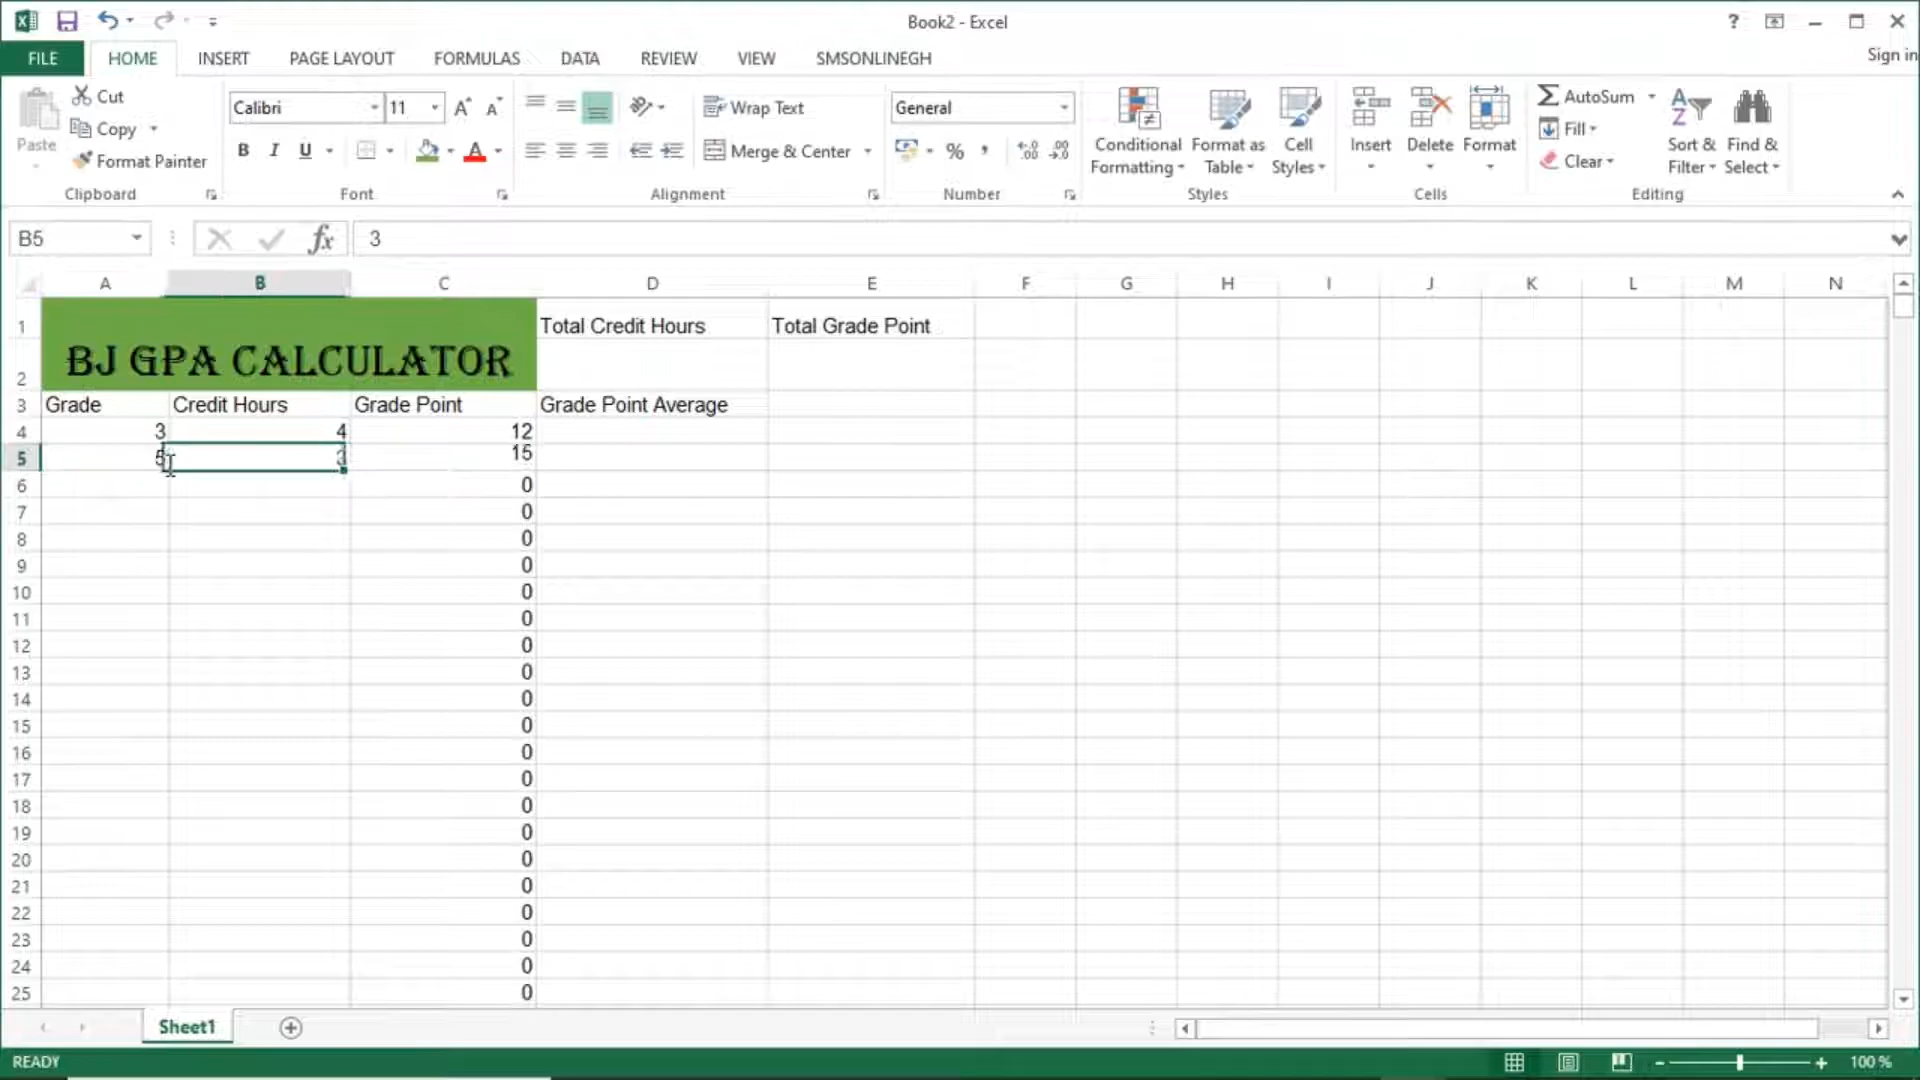 Book2 - Excel
?
Sign in
FILE HOME INSERT PAGE LAYOUT FORMULAS DATA REVIEW VIEW SMSONLINEGH
Paste
Cut
Copy
Format Painter
Clipboard
Calibri 11
B I U
Font
Wrap Text
Merge & Center
Alignment
General
%
Number
Conditional Formatting
Format as Table
Cell Styles
Styles
Insert
Delete
Format
Cells
AutoSum
Fill
Clear
Sort & Filter
Find & Select
Editing
B5
fx 3
A B C D E F G H I J K L M N
1 Total Credit Hours Total Grade Point
BJ GPA CALCULATOR
2
3 Grade Credit Hours Grade Point Grade Point Average
4 3 4 12
5 5 3 15
6 0
7 0
8 0
9 0
10 0
11 0
12 0
13 0
14 0
15 0
16 0
17 0
18 0
19 0
20 0
21 0
22 0
23 0
24 0
25 0
Sheet1
READY
100 %